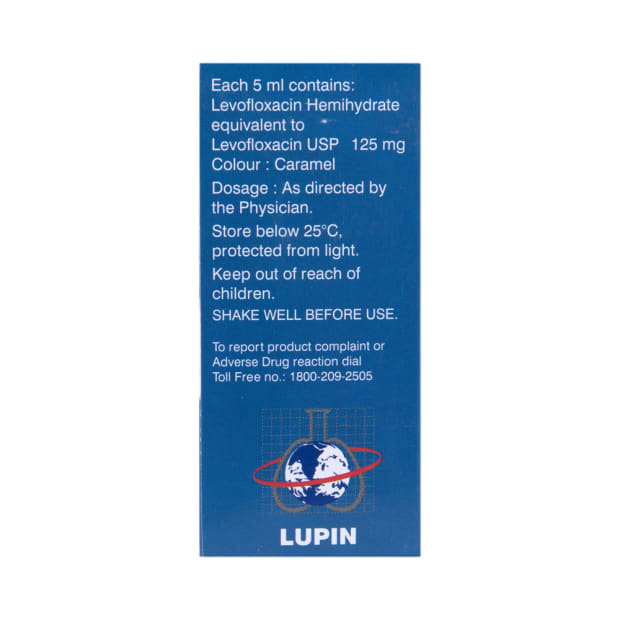 Each 5 ml contains:
Levofloxacin Hemihydrate
equivalent to
Levofloxacin USP 125 mg
Colour : Caramel
Dosage : As directed by
the Physician.
Store below 25°C,
protected from light.
Keep out of reach of
children.
SHAKE WELL BEFORE USE.
To report product complaint or
Adverse Drug reaction dial
Toll Free no.: 1800-209-2505
LUPIN